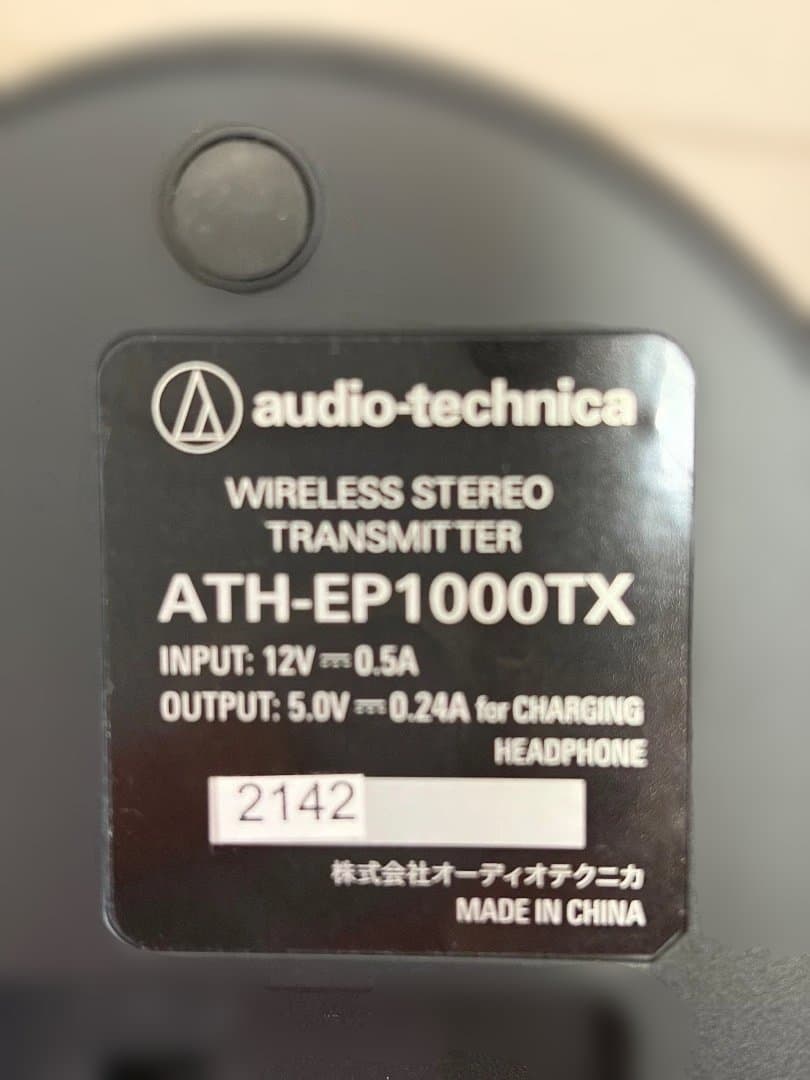 audio-technica
WIRELESS STEREO
TRANSMITTER
ATH-EP1000TX
INPUT: 12V ⎓ 0.5A
OUTPUT: 5.0V ⎓ 0.24A for CHARGING
HEADPHONE
2142
株式会社オーディオテクニカ
MADE IN CHINA